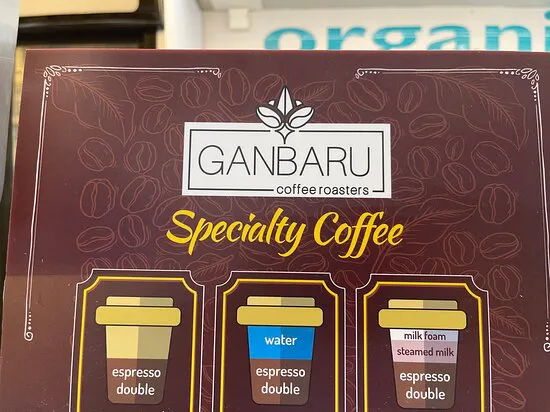 organi
GANBARU
coffee roasters
Specialty Coffee
espresso
double
water
espresso
double
milk foam
steamed milk
espresso
double